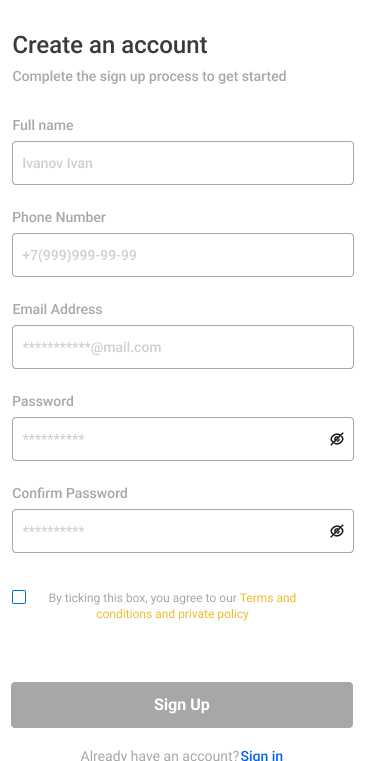 Create an account
Complete the sign up process to get started
Full name
Ivanov Ivan
Phone Number
+7(999)999-99-99
Email Address
***********@mail.com
Password
**********
Confirm Password
**********
By ticking this box, you agree to our Terms and
conditions and private policy
Sign Up
Already have an account?Sign in